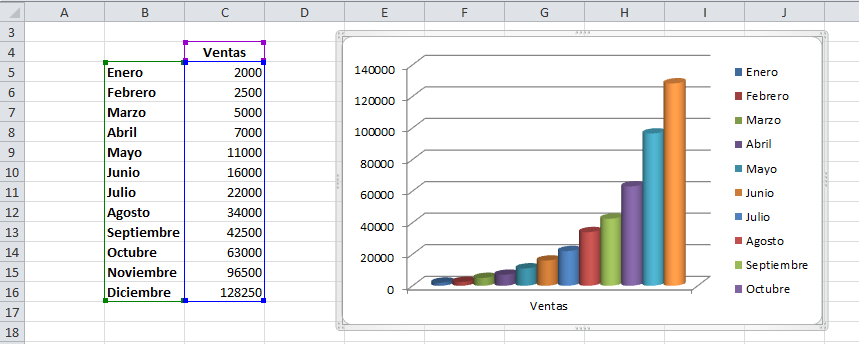 A B C D E F G H I J
3
4 Ventas
5 Enero 2000
6 Febrero 2500
7 Marzo 5000
8 Abril 7000
9 Mayo 11000
10 Junio 16000
11 Julio 22000
12 Agosto 34000
13 Septiembre 42500
14 Octubre 63000
15 Noviembre 96500
16 Diciembre 128250
17
18
140000
120000
100000
80000
60000
40000
20000
0
Ventas
Enero
Febrero
Marzo
Abril
Mayo
Junio
Julio
Agosto
Septiembre
Octubre